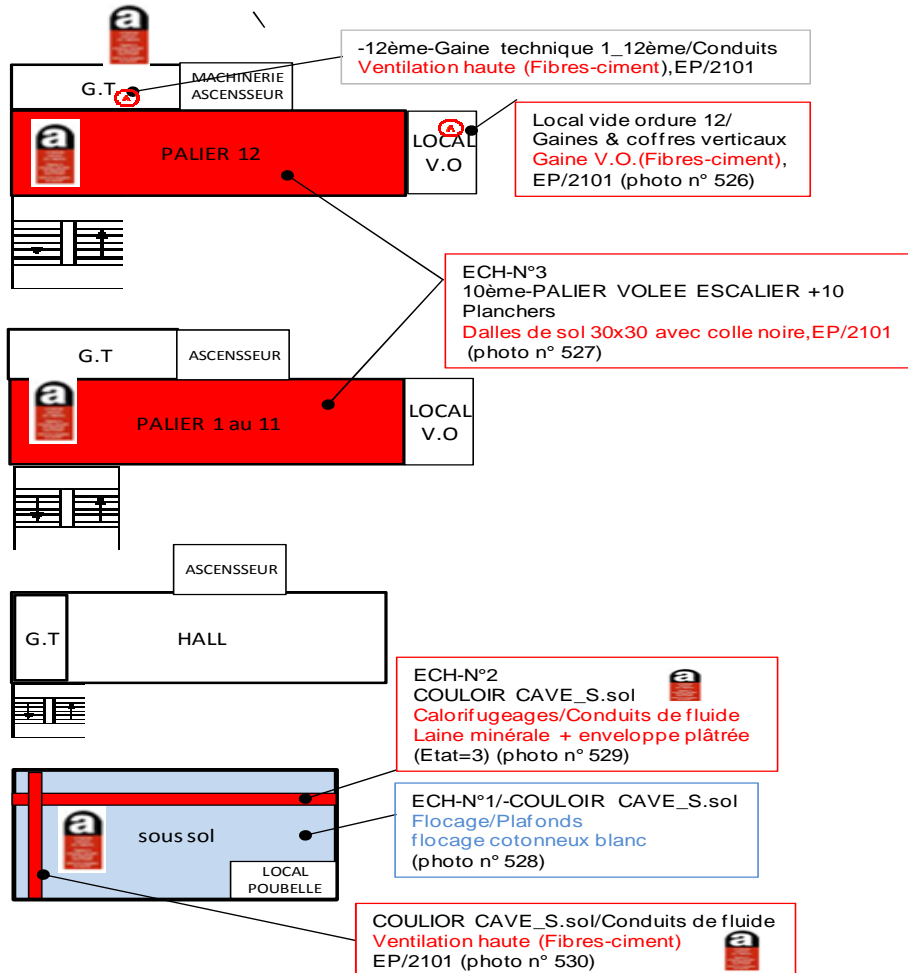 a
-12ème-Gaine technique 1_12ème/Conduits
Ventilation haute (Fibres-ciment),EP/2101
G.T
MACHINERIE
ASCENSSEUR
A
a
PALIER 12
A
LOCAL
V.O
Local vide ordure 12/
Gaines & coffres verticaux
Gaine V.O.(Fibres-ciment),
EP/2101 (photo n° 526)
ECH-N°3
10ème-PALIER VOLEE ESCALIER +10
Planchers
Dalles de sol 30x30 avec colle noire,EP/2101
(photo n° 527)
G.T
ASCENSSEUR
a
PALIER 1 au 11
LOCAL
V.O
ASCENSSEUR
G.T
HALL
ECH-N°2
COULOIR CAVE_S.sol
a
Calorifugeages/Conduits de fluide
Laine minérale + enveloppe plâtrée
(Etat=3) (photo n° 529)
a
sous sol
LOCAL
POUBELLE
ECH-N°1/-COULOIR CAVE_S.sol
Flocage/Plafonds
flocage cotonneux blanc
(photo n° 528)
COULIOR CAVE_S.sol/Conduits de fluide
Ventilation haute (Fibres-ciment)
EP/2101 (photo n° 530)
a